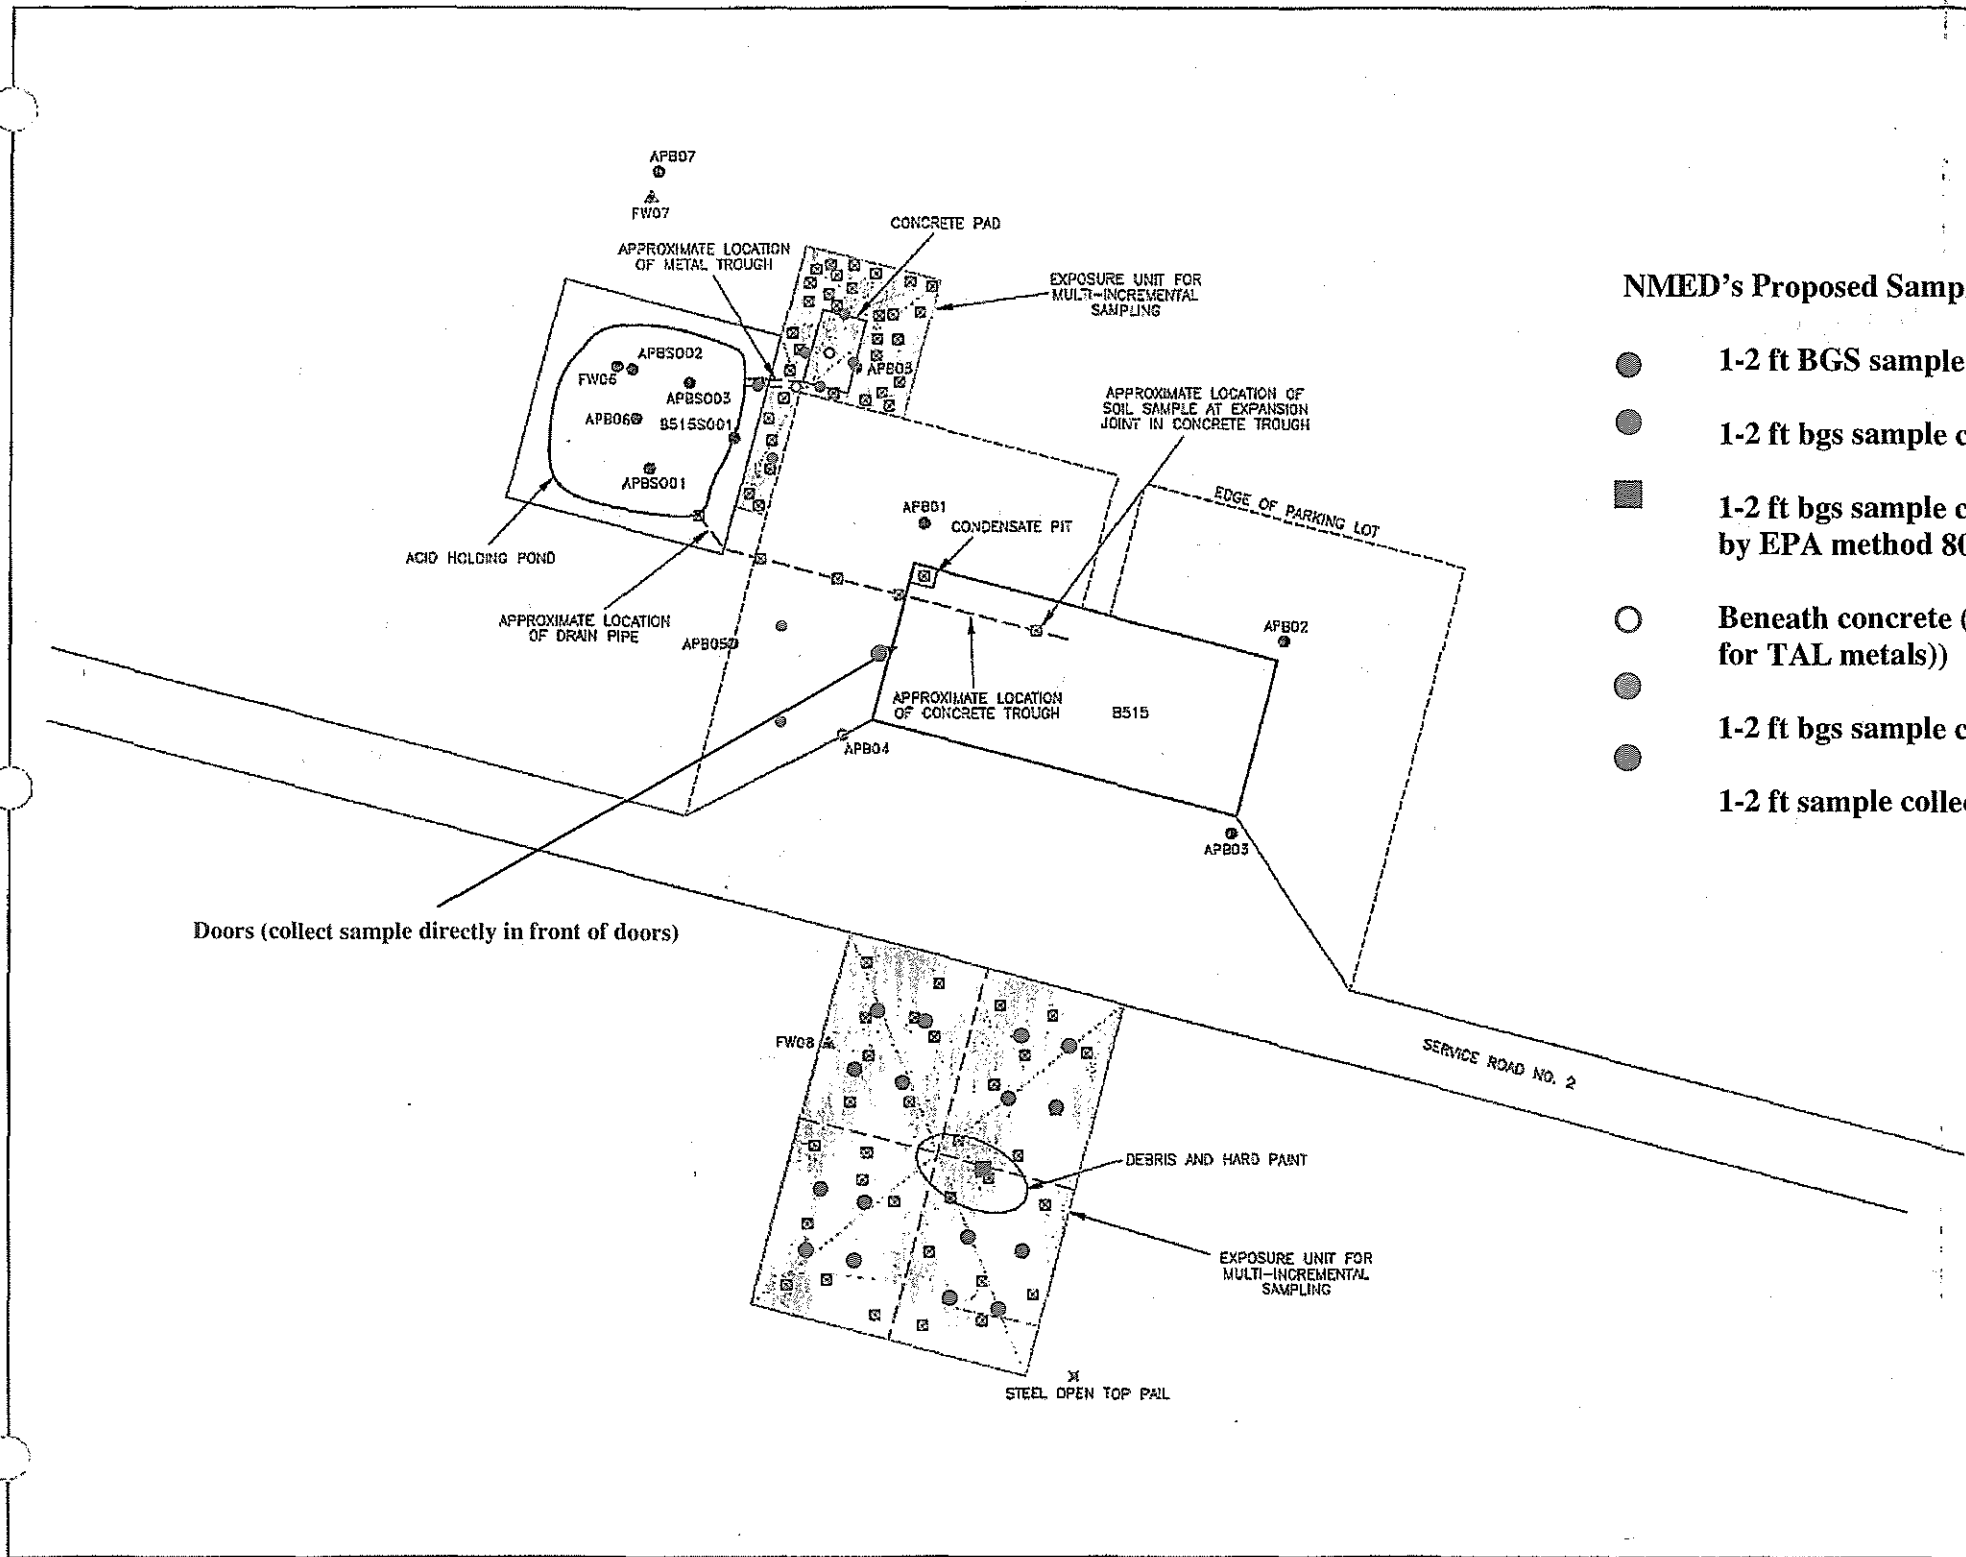 APB07
FW07
CONCRETE PAD
APPROXIMATE LOCATION
OF METAL TROUGH
EXPOSURE UNIT FOR
MULTI-INCREMENTAL
SAMPLING
NMED's Proposed Samp
1-2 ft BGS sample
1-2 ft bgs sample c
1-2 ft bgs sample c
by EPA method 80
Beneath concrete (
for TAL metals))
1-2 ft bgs sample c
1-2 ft sample collec
APBS002
FW06
APBS003
APB06
B515S001
APBS001
APB03
APPROXIMATE LOCATION OF
SOIL SAMPLE AT EXPANSION
JOINT IN CONCRETE TROUGH
EDGE OF PARKING LOT
APB01
CONDENSATE PIT
ACID HOLDING POND
APPROXIMATE LOCATION
OF DRAIN PIPE
APB05
APB02
APPROXIMATE LOCATION
OF CONCRETE TROUGH
B515
APB04
APB03
Doors (collect sample directly in front of doors)
FW08
SERVICE ROAD NO. 2
DEBRIS AND HARD PAINT
EXPOSURE UNIT FOR
MULTI-INCREMENTAL
SAMPLING
STEEL OPEN TOP PAIL